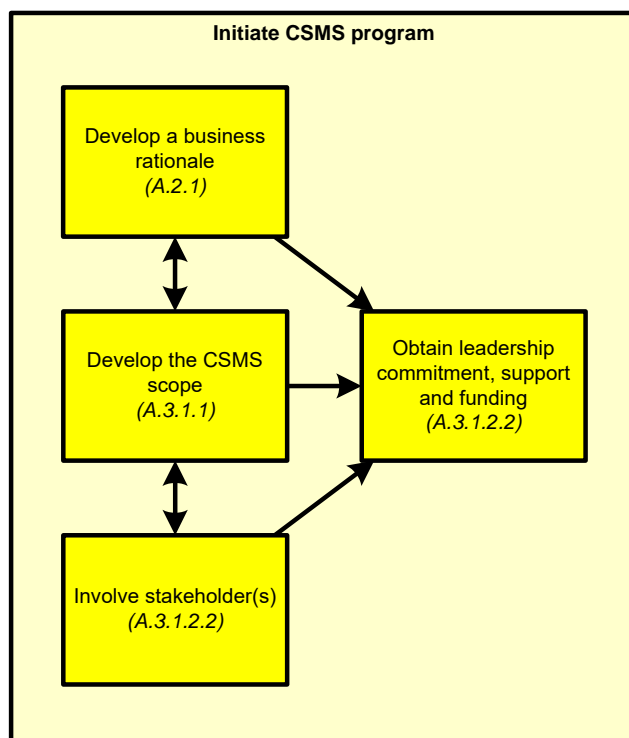 Initiate CSMS program
Develop a business
rationale
(A.2.1)
Develop the CSMS
scope
(A.3.1.1)
Obtain leadership
commitment, support
and funding
(A.3.1.2.2)
Involve stakeholder(s)
(A.3.1.2.2)